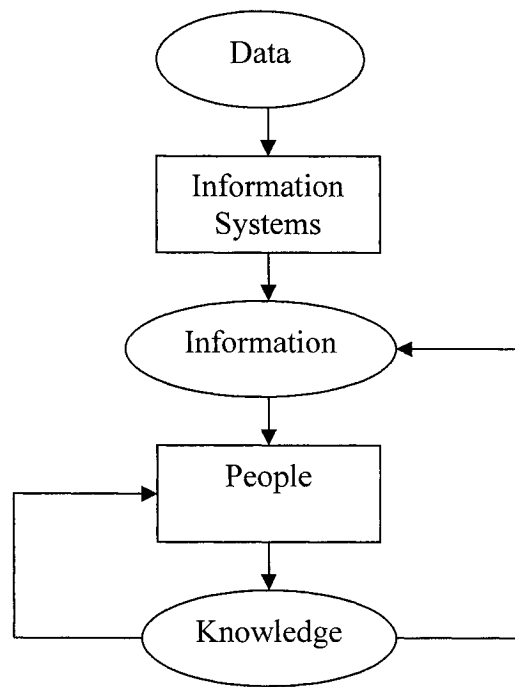 Data
Information
Systems
Information
People
Knowledge